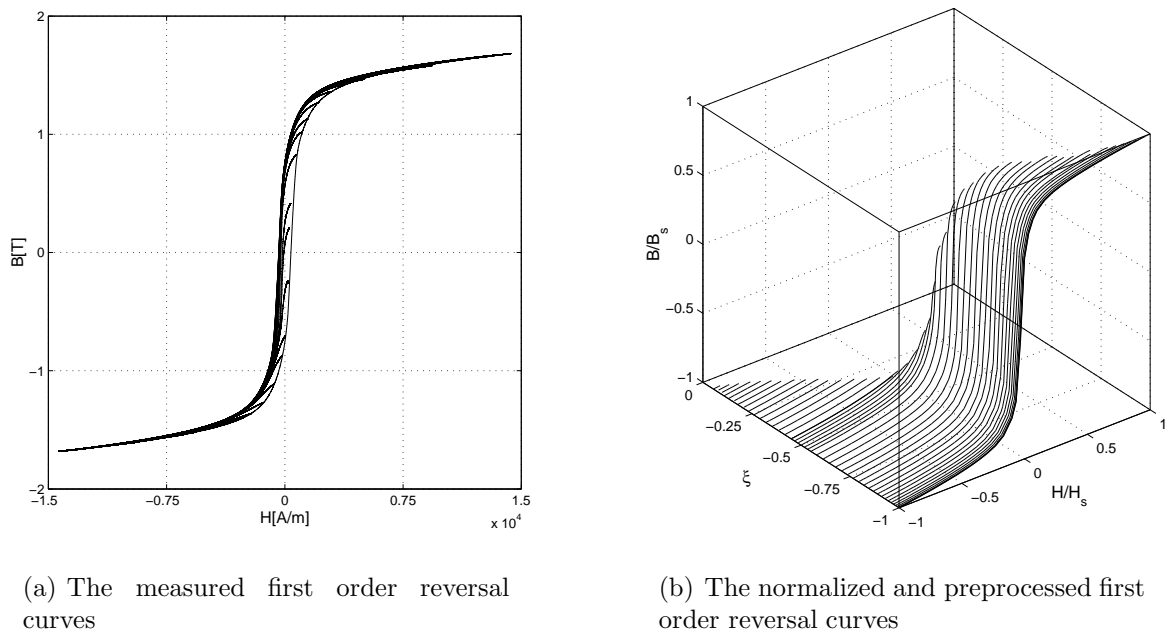 2
1
0
−1
−2
B[T]
−1.5
−0.75
0
0.75
1.5
H[A/m]
x 10^4
1
0.5
0
−0.5
−1
B/B_s
0
−0.25
−0.5
−0.75
−1
ξ
−1
−0.5
0
0.5
1
H/H_s
(a) The measured first order reversal
curves
(b) The normalized and preprocessed first
order reversal curves